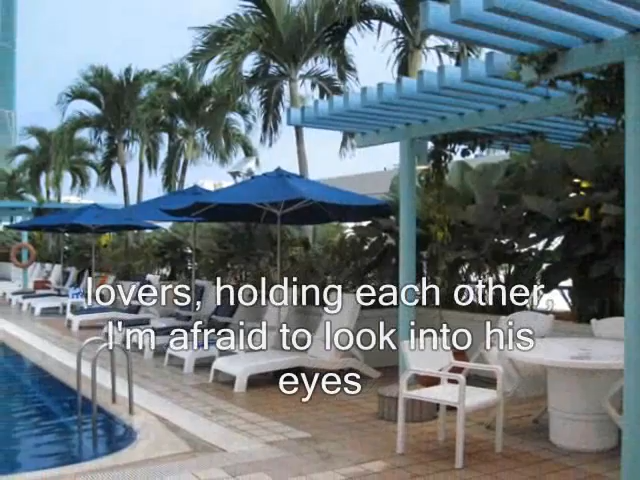 lovers, holding each other,
I'm afraid to look into his
eyes